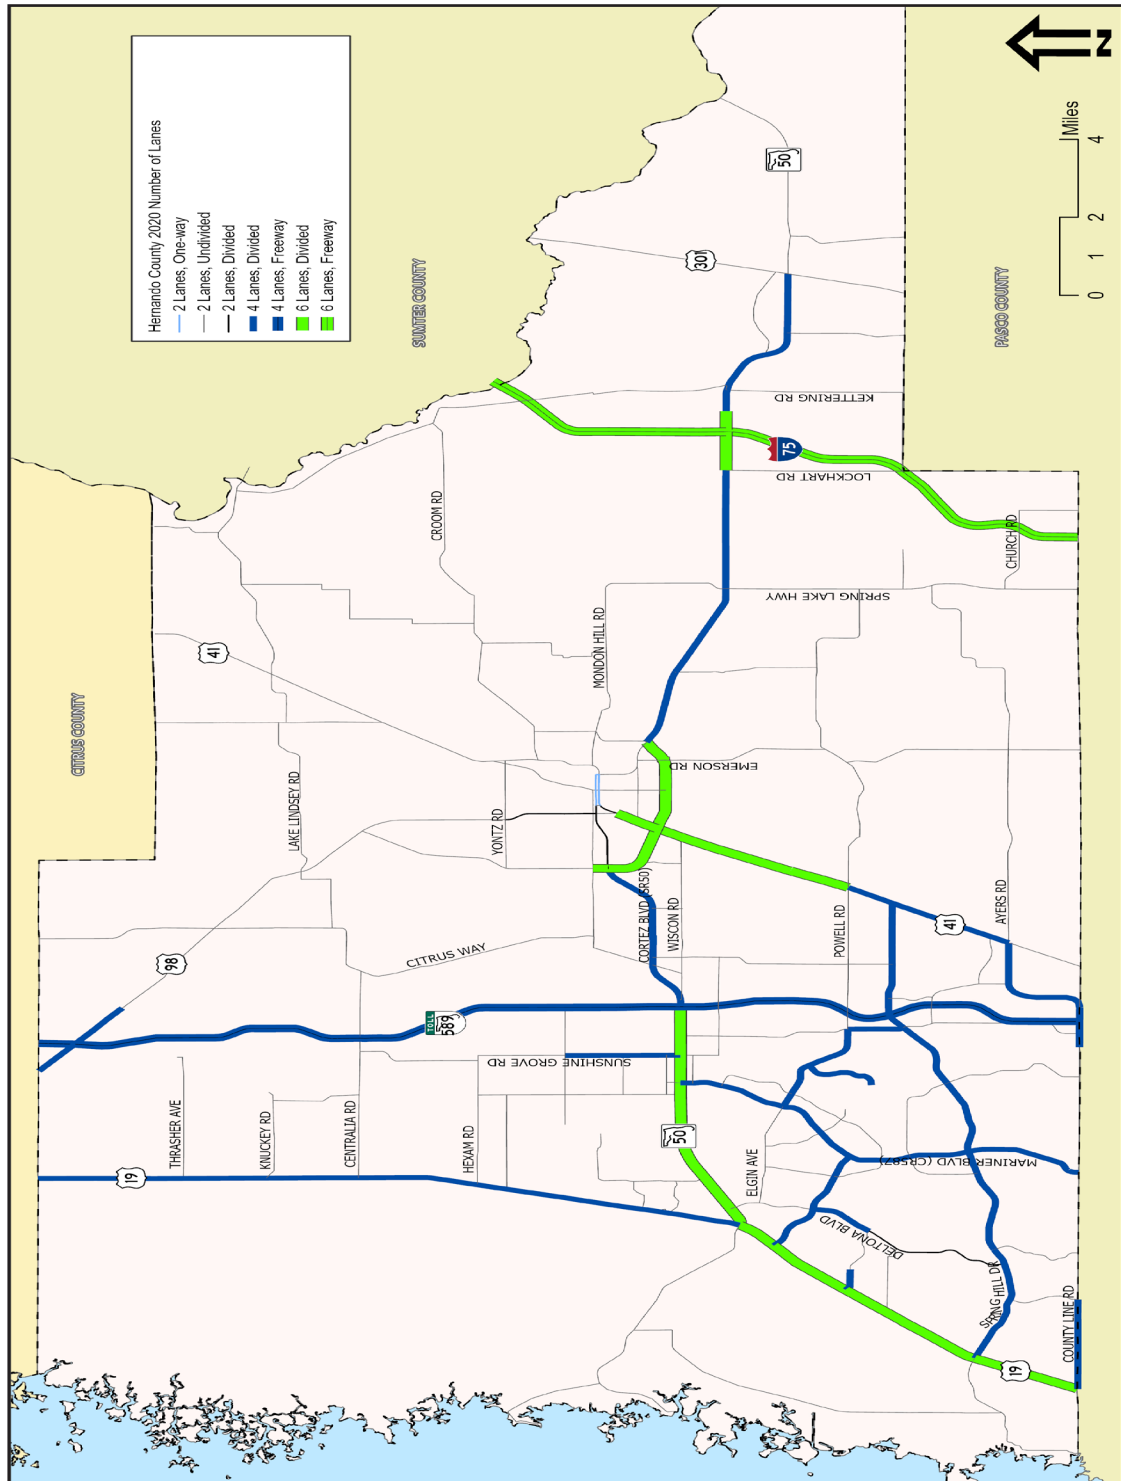 Hernando County 2020 Number of Lanes
2 Lanes, One-way
2 Lanes, Undivided
2 Lanes, Divided
4 Lanes, Divided
4 Lanes, Freeway
6 Lanes, Divided
6 Lanes, Freeway
CITRUS COUNTY
SUMTER COUNTY
PASCO COUNTY
N
Miles
0 1 2 4
THRASHER AVE
KNUCKEY RD
CENTRALIA RD
HEXAM RD
SUNSHINE GROVE RD
CITRUS WAY
LAKE LINDSEY RD
YONTZ RD
CROOM RD
MONDON HILL RD
EMERSON RD
CORTEZ BLVD (SR50)
WISCON RD
POWELL RD
AYERS RD
SPRING LAKE HWY
CHURCH RD
LOCKHART RD
KETTERING RD
ELGIN AVE
MARINER BLVD (CR587)
DELTONA BLVD
SPRING HILL DR
COUNTY LINE RD
19
98
TOLL
589
41
50
301
50
75
41
50
19